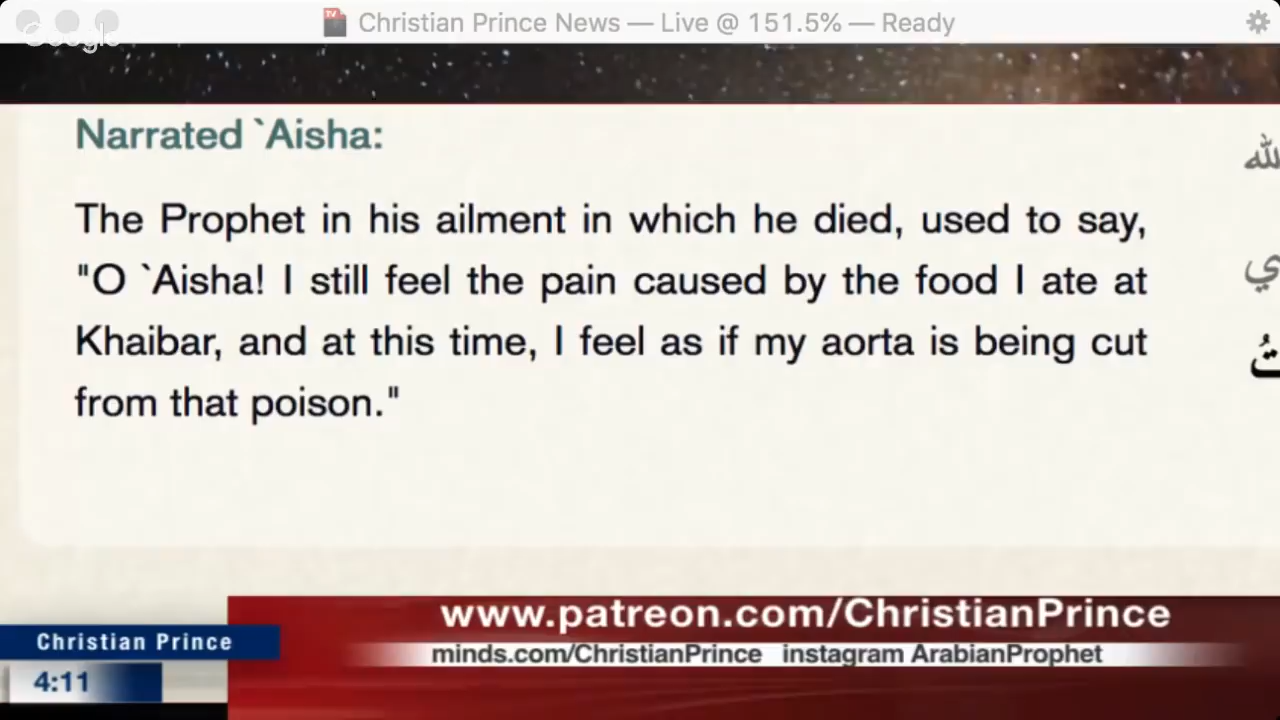 Christian Prince News — Live @ 151.5% — Ready
Google
Narrated `Aisha:
The Prophet in his ailment in which he died, used to say,
"O `Aisha! I still feel the pain caused by the food I ate at
Khaibar, and at this time, I feel as if my aorta is being cut
from that poison."
لله
ي
تُ
www.patreon.com/ChristianPrince
minds.com/ChristianPrince instagram ArabianProphet
Christian Prince
4:11